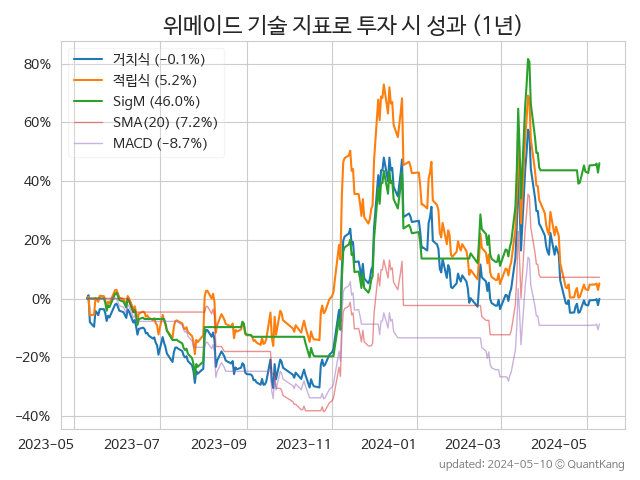 위메이드 기술 지표로 투자 시 성과 (1년)
거치식 (−0.1%)
적립식 (5.2%)
SigM (46.0%)
SMA(20) (7.2%)
MACD (−8.7%)
80%
60%
40%
20%
0%
−20%
−40%
2023-05 2023-07 2023-09 2023-11 2024-01 2024-03 2024-05
updated: 2024-05-10 ⓒ QuantKang